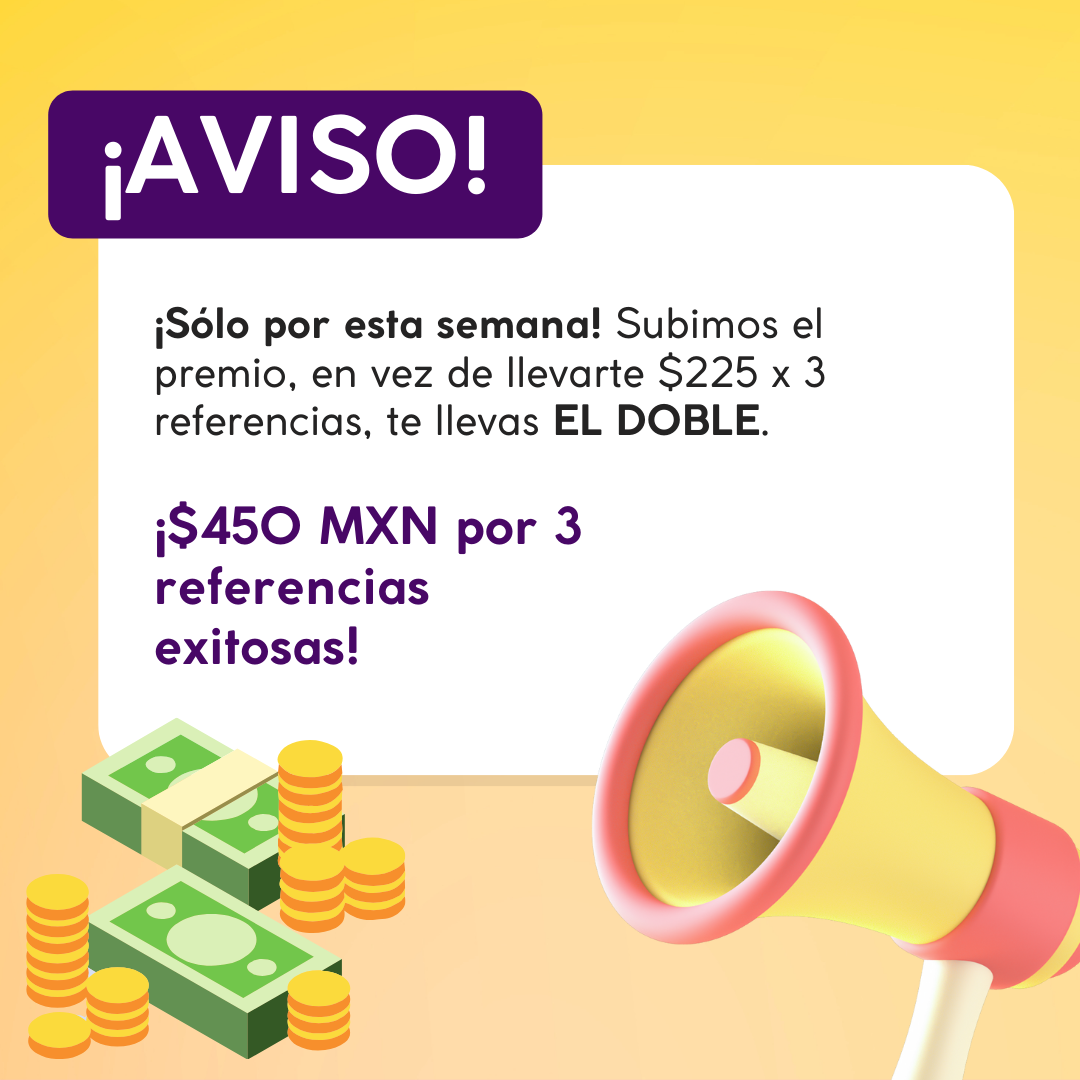 ¡AVISO!
¡Sólo por esta semana! Subimos el
premio, en vez de llevarte $225 x 3
referencias, te llevas EL DOBLE.
¡$450 MXN por 3
referencias
exitosas!